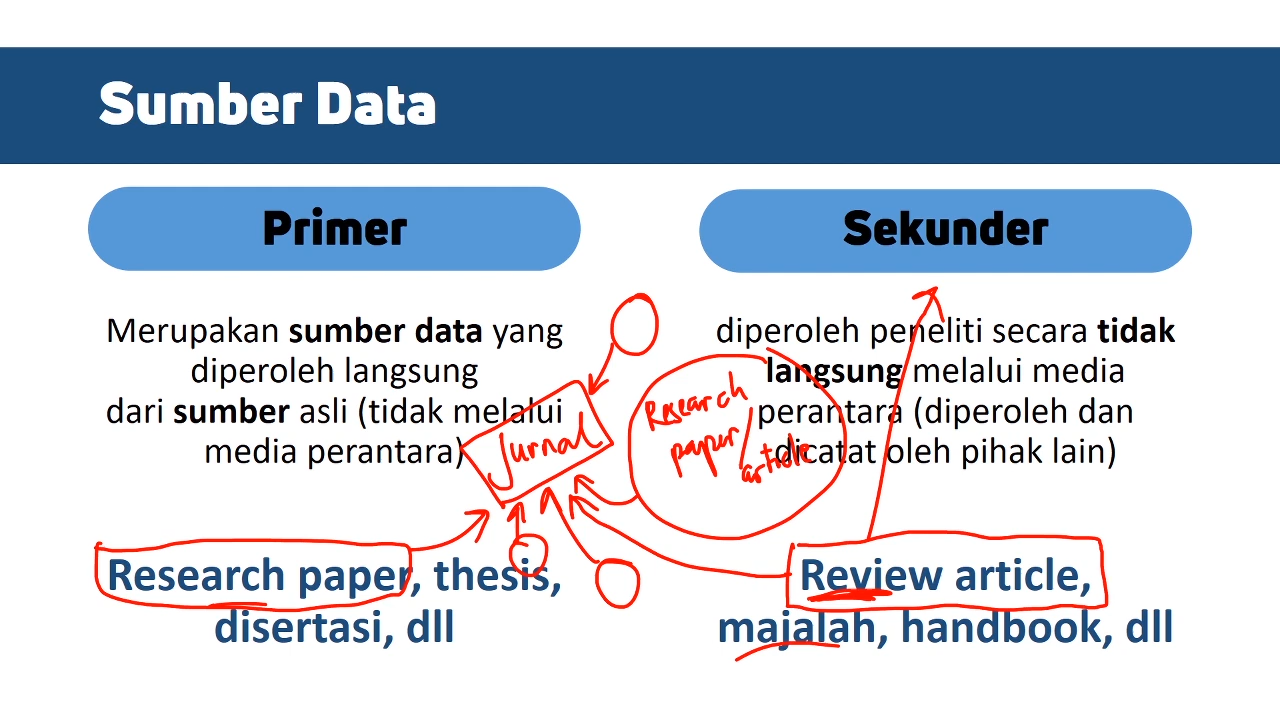 Sumber Data
Primer
Merupakan sumber data yang
diperoleh langsung
dari sumber asli (tidak melalui
media perantara)
Research paper, thesis,
disertasi, dll
Jurnal
Research
paper/
article
Sekunder
diperoleh peneliti secara tidak
langsung melalui media
perantara (diperoleh dan
dicatat oleh pihak lain)
Review article,
majalah, handbook, dll